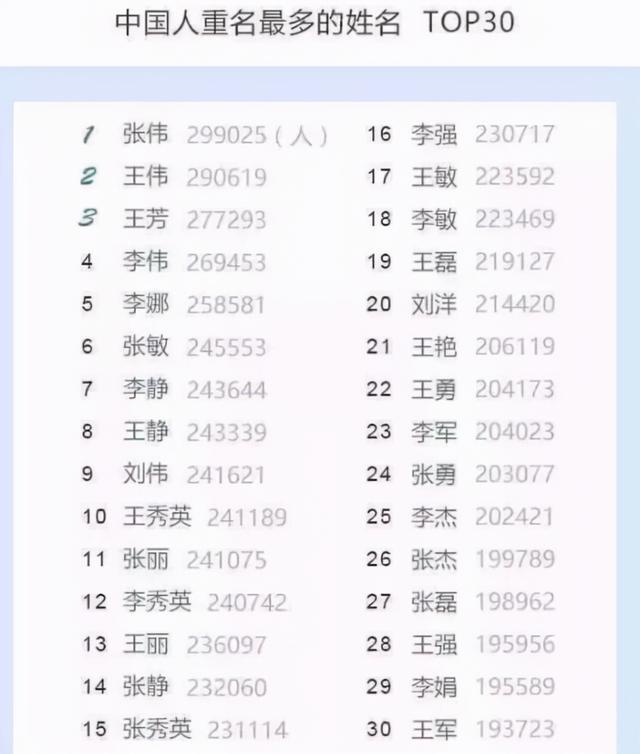 中国人重名最多的姓名 TOP30
1 张伟 299025(人)
2 王伟 290619
3 王芳 277293
4 李伟 269453
5 李娜 258581
6 张敏 245553
7 李静 243644
8 王静 243339
9 刘伟 241621
10 王秀英 241189
11 张丽 241075
12 李秀英 240742
13 王丽 236097
14 张静 232060
15 张秀英 231114
16 李强 230717
17 王敏 223592
18 李敏 223469
19 王磊 219127
20 刘洋 214420
21 王艳 206119
22 王勇 204173
23 李军 204023
24 张勇 203077
25 李杰 202421
26 张杰 199789
27 张磊 198962
28 王强 195956
29 李娟 195589
30 王军 193723